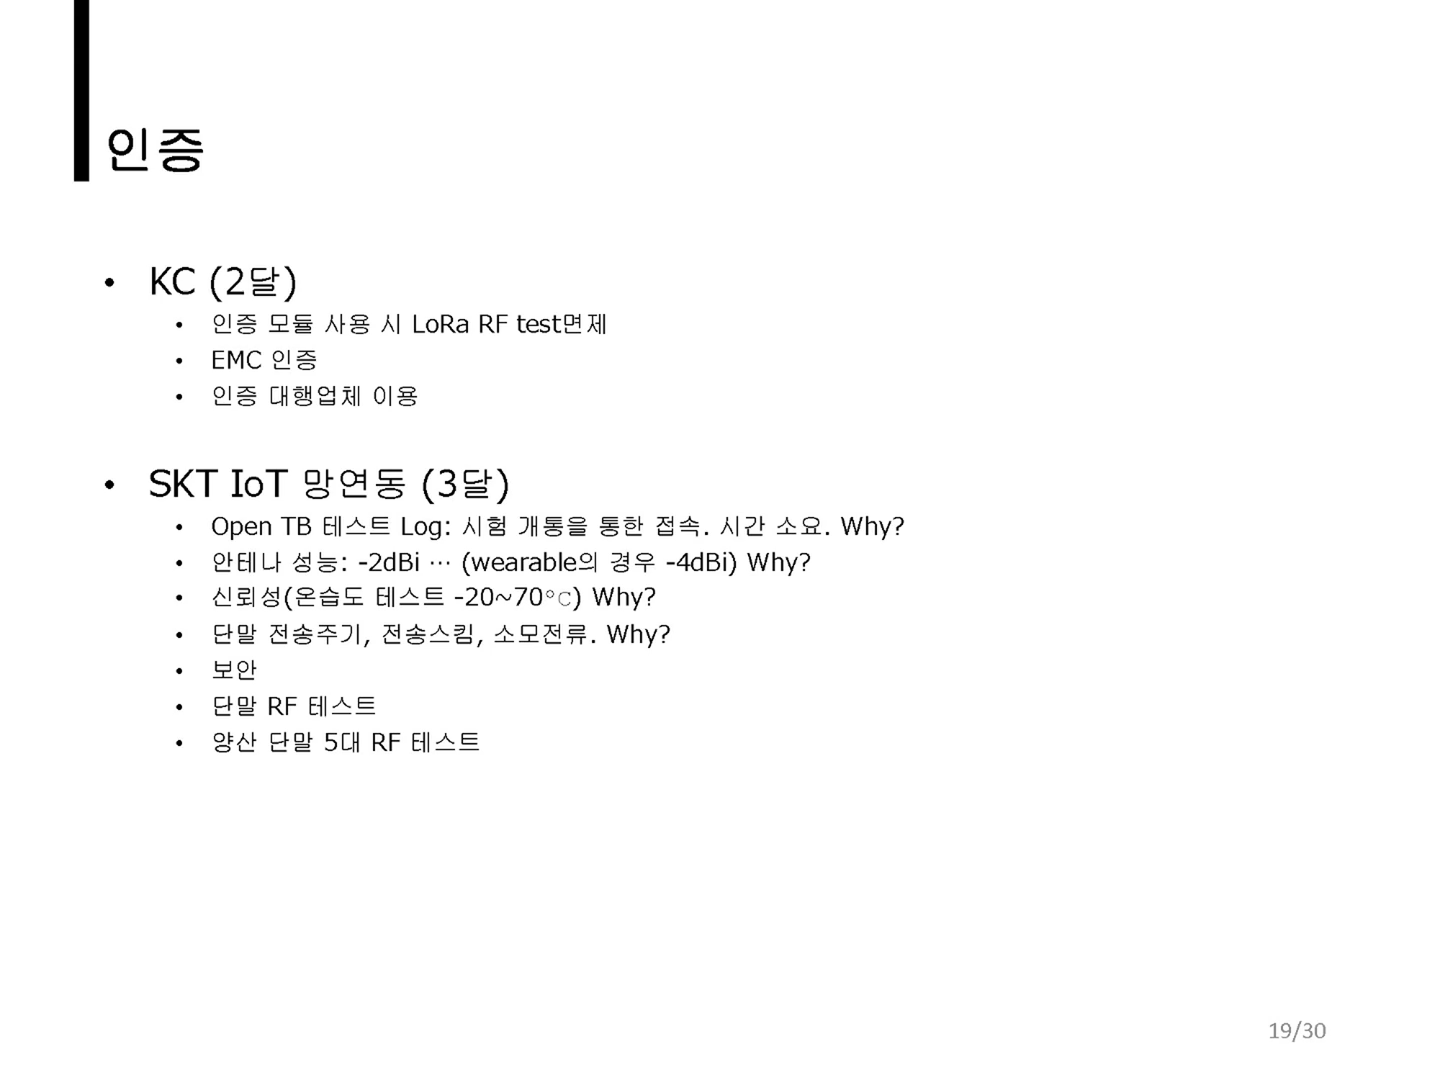 인증
• KC (2달)
• 인증 모듈 사용 시 LoRa RF test면제
• EMC 인증
• 인증 대행업체 이용
• SKT IoT 망연동 (3달)
• Open TB 테스트 Log: 시험 개통을 통한 접속. 시간 소요. Why?
• 안테나 성능: -2dBi … (wearable의 경우 -4dBi) Why?
• 신뢰성(온습도 테스트 -20~70°C) Why?
• 단말 전송주기, 전송스킴, 소모전류. Why?
• 보안
• 단말 RF 테스트
• 양산 단말 5대 RF 테스트
19/30